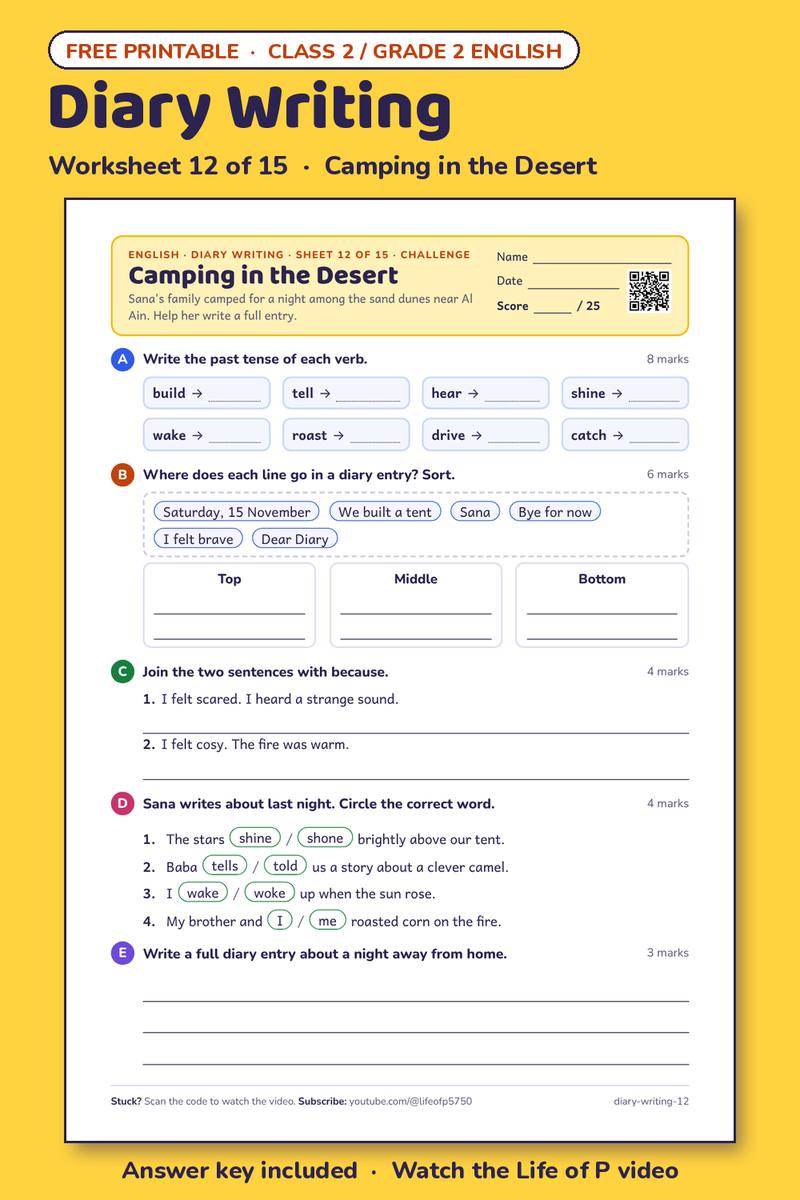 FREE PRINTABLE · CLASS 2 / GRADE 2 ENGLISH
Diary Writing
Worksheet 12 of 15 · Camping in the Desert
ENGLISH · DIARY WRITING · SHEET 12 OF 15 · CHALLENGE
Camping in the Desert
Sana's family camped for a night among the sand dunes near Al
Ain. Help her write a full entry.
Name
Date
Score / 25
A Write the past tense of each verb. 8 marks
build → tell → hear → shine →
wake → roast → drive → catch →
B Where does each line go in a diary entry? Sort. 6 marks
Saturday, 15 November We built a tent Sana Bye for now
I felt brave Dear Diary
Top Middle Bottom
C Join the two sentences with because. 4 marks
1. I felt scared. I heard a strange sound.
2. I felt cosy. The fire was warm.
D Sana writes about last night. Circle the correct word. 4 marks
1. The stars shine / shone brightly above our tent.
2. Baba tells / told us a story about a clever camel.
3. I wake / woke up when the sun rose.
4. My brother and I / me roasted corn on the fire.
E Write a full diary entry about a night away from home. 3 marks
Stuck? Scan the code to watch the video. Subscribe: youtube.com/@lifeofp5750 diary-writing-12
Answer key included · Watch the Life of P video